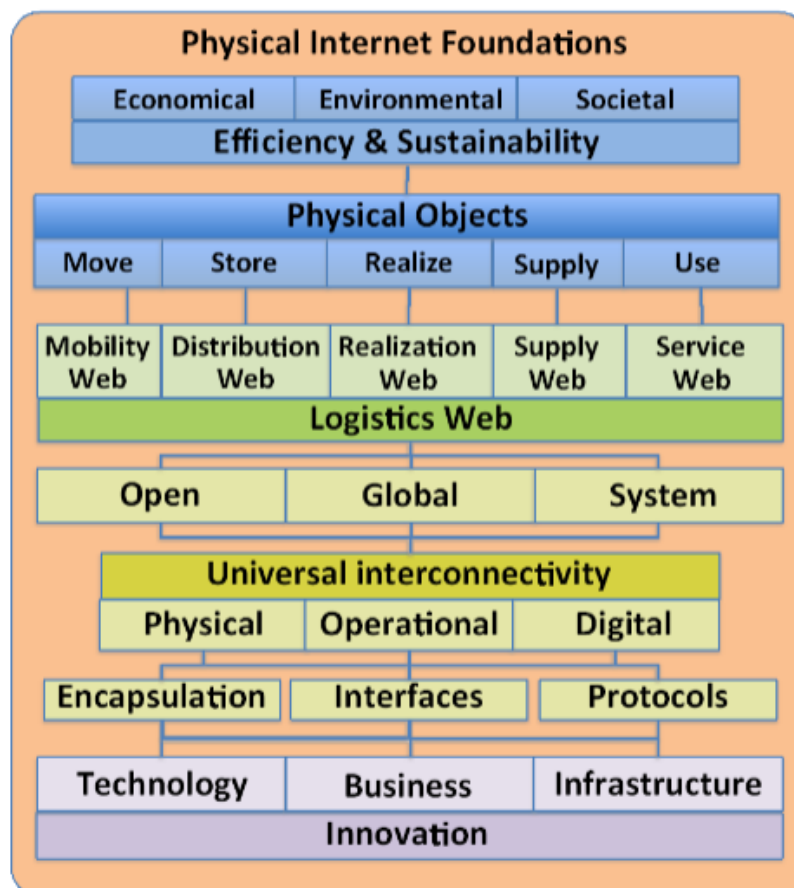 Physical Internet Foundations
Economical Environmental Societal
Efficiency & Sustainability
Physical Objects
Move Store Realize Supply Use
Mobility Distribution Realization Supply Service
Web Web Web Web Web
Logistics Web
Open Global System
Universal interconnectivity
Physical Operational Digital
Encapsulation Interfaces Protocols
Technology Business Infrastructure
Innovation